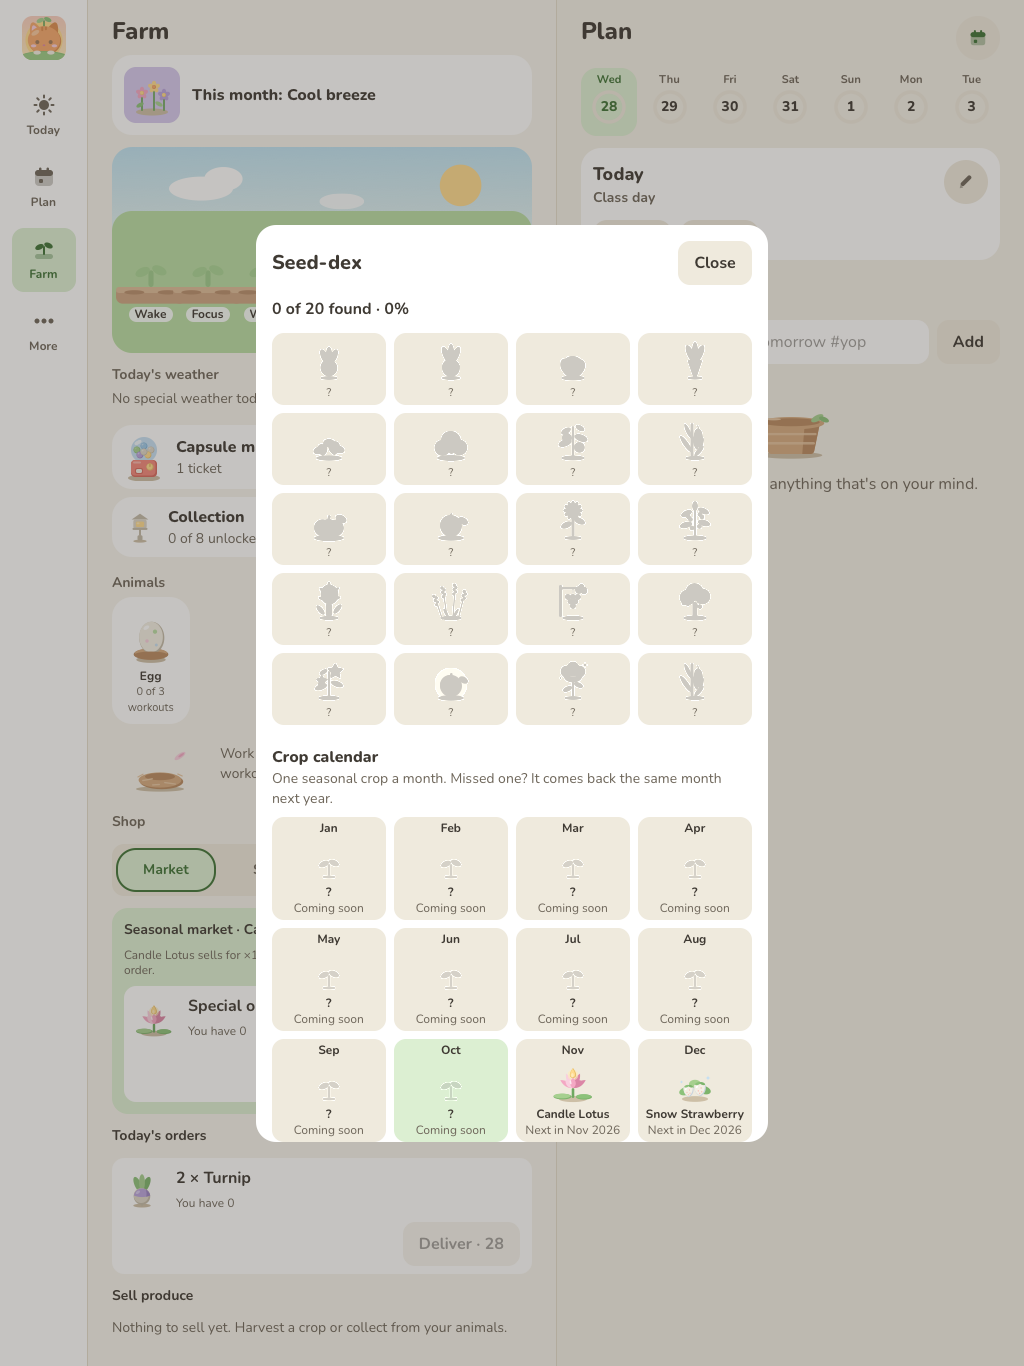 Today
Plan
Farm
More
Farm
This month: Cool breeze
Wake
Focus
W
Today's weather
No special weather tod
Capsule m
1 ticket
Collection
0 of 8 unlocke
Animals
Egg
0 of 3
workouts
Work
worko
Shop
Market
S
Seasonal market · Ca
Candle Lotus sells for ×1
order.
Special o
You have 0
Today's orders
2 × Turnip
You have 0
Deliver · 28
Sell produce
Nothing to sell yet. Harvest a crop or collect from your animals.
Plan
Wed Thu Fri Sat Sun Mon Tue
28 29 30 31 1 2 3
Today
Class day
omorrow #yop
Add
anything that's on your mind.
Seed-dex
Close
0 of 20 found · 0%
? ? ? ?
? ? ? ?
? ? ? ?
? ? ? ?
? ? ? ?
Crop calendar
One seasonal crop a month. Missed one? It comes back the same month
next year.
Jan Feb Mar Apr
? ? ? ?
Coming soon Coming soon Coming soon Coming soon
May Jun Jul Aug
? ? ? ?
Coming soon Coming soon Coming soon Coming soon
Sep Oct Nov Dec
? ? Candle Lotus Snow Strawberry
Coming soon Coming soon Next in Nov 2026 Next in Dec 2026